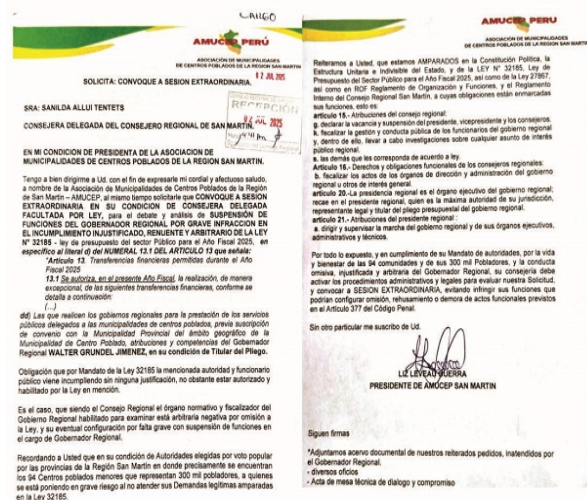 CARGO
AMUCEP PERÚ
ASOCIACIÓN DE MUNICIPALIDADES
DE CENTROS POBLADOS DE LA REGION SAN MARTIN
12 JUL 2025
SOLICITA: CONVOQUE A SESION EXTRAORDINARIA.
RECEPCIÓN
02 JUL 2025
SRA: SANILDA ALLUI TENTETS
CONSEJERA DELEGADA DEL CONSEJERO REGIONAL DE SAN MARTIN.
EN MI CONDICION DE PRESIDENTA DE LA ASOCIACION DE
MUNICIPALIDADES DE CENTROS POBLADOS DE LA REGIÓN SAN MARTIN.
Tengo a bien dirigirme a Ud. con el fin de expresarle mi cordial y afectuoso saludo,
a nombre de la Asociación de Municipalidades de Centros Poblados de la Región
de San Martin – AMUCEP, al mismo tiempo solicitarle que CONVOQUE A SESION
EXTRAORDINARIA EN SU CONDICION DE CONSEJERA DELEGADA
FACULTADA POR LEY, para el debate y análisis de SUSPENSIÓN DE
FUNCIONES DEL GOBERNADOR REGIONAL POR GRAVE INFRACCION EN
EL INCUMPLIMIENTO INJUSTIFICADO, RENUENTE Y ARBITRARIO DE LA LEY
N° 32185 - ley de presupuesto del sector Público para el Año Fiscal 2025, en
específico al literal dd) del NUMERAL 13.1 DEL ARTICULO 13 que señala:
"Artículo 13. Transferencias financieras permitidas durante el Año
Fiscal 2025
13.1 Se autoriza, en el presente Año Fiscal, la realización, de manera
excepcional, de las siguientes transferencias financieras, conforme se
detalla a continuación:
(...)
dd) Las que realicen los gobiernos regionales para la prestación de los servicios
públicos delegados a las municipalidades de centros poblados, previa suscripción
de convenio con la Municipalidad Provincial del ámbito geográfico de la
Municipalidad de Centro Poblado, atribuciones y competencias del Gobernador
Regional WALTER GRUNDEL JIMENEZ, en su condición de Titular del Pliego.
Obligación que por Mandato de la Ley 32185 la mencionada autoridad y funcionario
público viene incumpliendo sin ninguna justificación, no obstante estar autorizado y
habilitado por la Ley en mención.
Es el caso, que siendo el Consejo Regional el órgano normativo y fiscalizador del
Gobierno Regional habilitado para examinar está arbitraria negativa por omisión a
la Ley, y su eventual configuración por falta grave con suspensión de funciones en
el cargo de Gobernador Regional.
Recordando a Usted que en su condición de Autoridades elegidas por voto popular
por las provincias de la Región San Martin en donde precisamente se encuentran
los 94 Centros Poblados menores que representan 300 mil pobladores, a quienes
se está poniendo en grave riesgo al no atender sus Demandas legítimas amparadas
en la Ley 32185.
AMUCEP PERU
ASOCIACIÓN DE MUNICIPALIDADES
DE CENTROS POBLADOS DE LA REGION SAN MARTIN
Reiteramos a Usted, que estamos AMPARADOS en la Constitución Política, la
Estructura Unitaria e Indivisible del Estado, y de la LEY N° 32185, Ley de
Presupuesto del Sector Público para el Año Fiscal 2025, así como de Ley 27867,
así como en ROF Reglamento de Organización y Funciones, y el Reglamento
Interno del Consejo Regional San Martin, a cuyas obligaciones están enmarcadas
sus funciones, esto es:
artículo 15.- Atribuciones del consejo regional:
g. declarar la vacancia y suspensión del presidente, vicepresidente y los consejeros.
k. fiscalizar la gestión y conducta pública de los funcionarios del gobierno regional
y, dentro de ello, llevar a cabo investigaciones sobre cualquier asunto de interés
público regional.
s. las demás que les corresponda de acuerdo a ley.
Artículo 16.- Derechos y obligaciones funcionales de los consejeros regionales:
b. fiscalizar los actos de los órganos de dirección y administración del gobierno
regional u otros de interés general.
artículo 20.-La presidencia regional es el órgano ejecutivo del gobierno regional;
recae en el presidente regional, quien es la máxima autoridad de su jurisdicción,
representante legal y titular del pliego presupuestal del gobierno regional.
artículo 21.- Atribuciones del presidente regional :
a. dirigir y supervisar la marcha del gobierno regional y de sus órganos ejecutivos,
administrativos y técnicos.
Por todo lo expuesto, y en cumplimiento de su Mandato de autoridades, por la vida y
bienestar de las 94 comunidades y de sus 300 mil Pobladores, y la conducta
omisiva, injustificada y arbitraria del Gobernador Regional, su consejería debe
activar los procedimientos administrativos y legales para evaluar nuestra Solicitud,
y convocar a SESION EXTRAORDINARIA, evitando infringir sus funciones que
podrían configurar omisión, rehusamiento o demora de actos funcionales previstos
en el Artículo 377 del Código Penal.
Sin otro particular me suscribo de Ud.
LIZ LEVEAU GUERRA
PRESIDENTE DE AMUCEP SAN MARTIN
Siguen firmas
*Adjuntamos acervo documental de nuestros reiterados pedidos, inatendidos por
el Gobernador Regional.
- diversos oficios
- Acta de mesa técnica de dialogo y compromiso